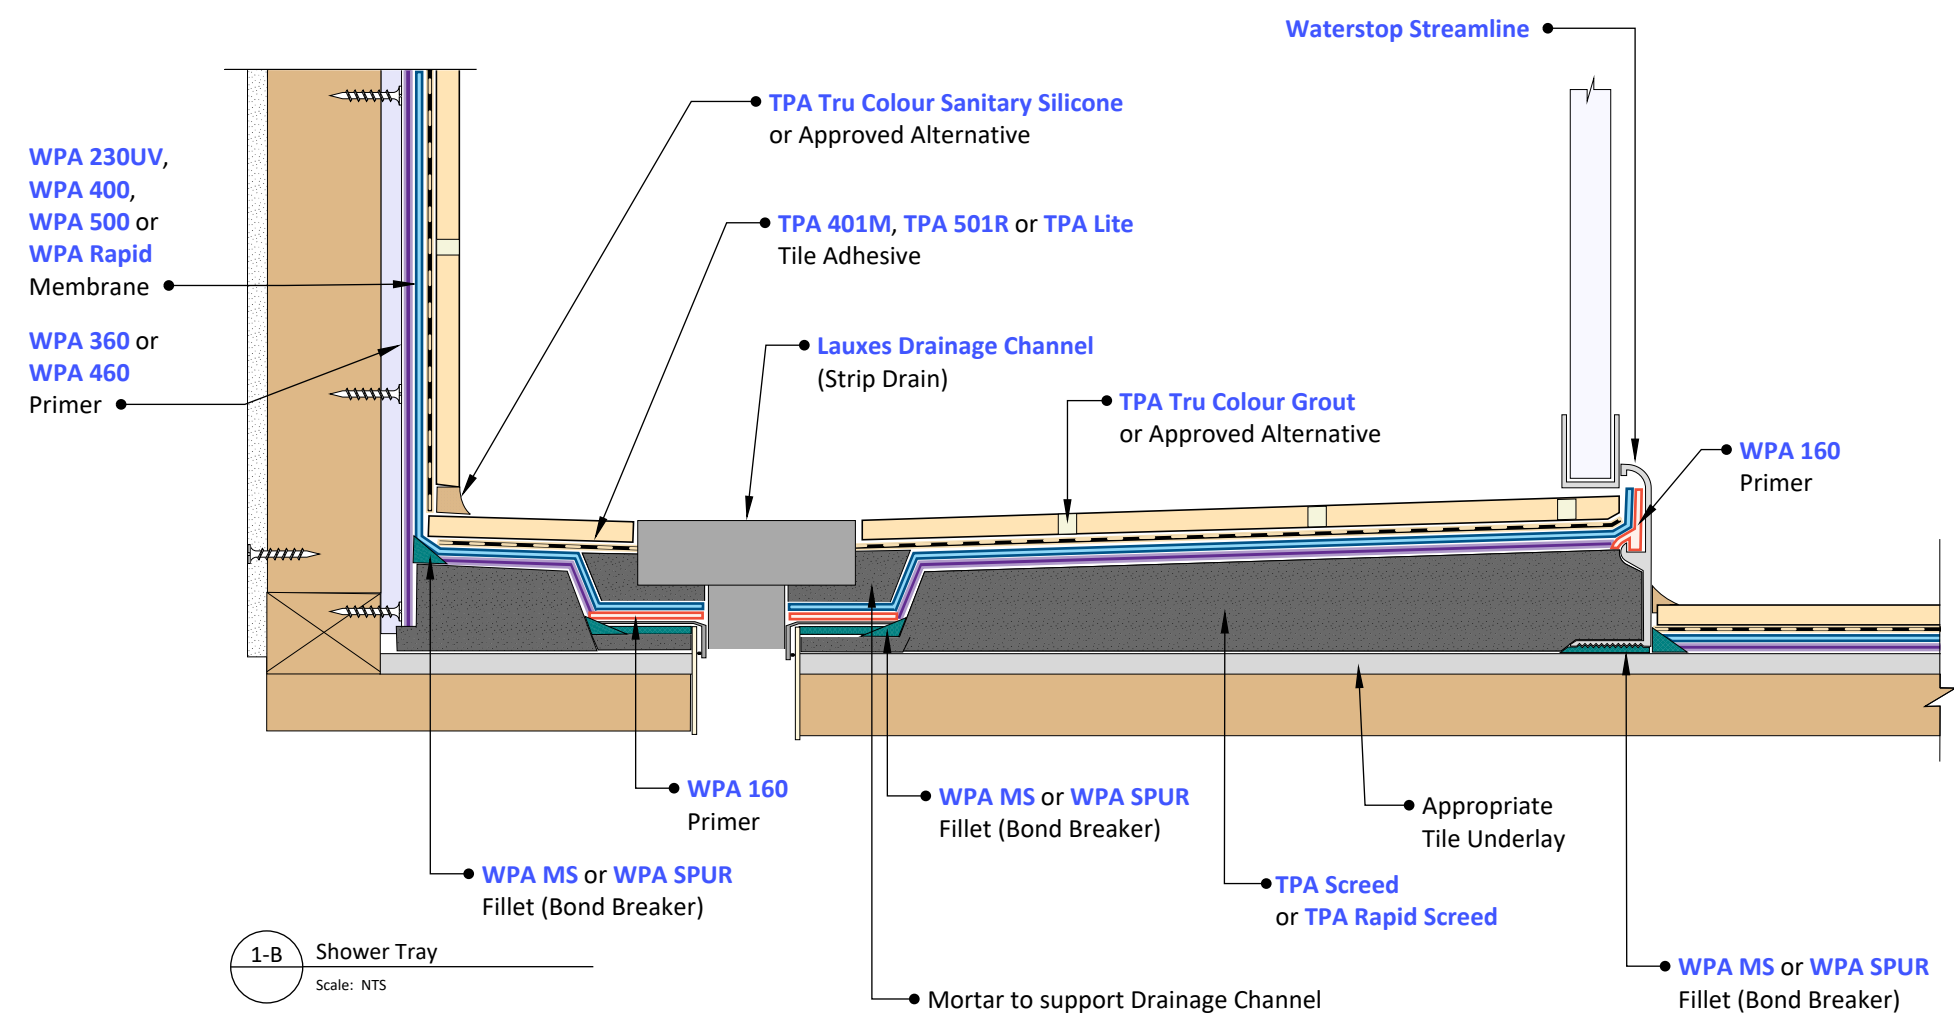 Waterstop Streamline
TPA Tru Colour Sanitary Silicone
or Approved Alternative
WPA 230UV,
WPA 400,
WPA 500 or
WPA Rapid
Membrane
TPA 401M, TPA 501R or TPA Lite
Tile Adhesive
WPA 360 or
WPA 460
Primer
Lauxes Drainage Channel
(Strip Drain)
TPA Tru Colour Grout
or Approved Alternative
WPA 160
Primer
WPA 160
Primer
WPA MS or WPA SPUR
Fillet (Bond Breaker)
Appropriate
Tile Underlay
WPA MS or WPA SPUR
Fillet (Bond Breaker)
TPA Screed
or TPA Rapid Screed
1-B
Shower Tray
Scale: NTS
WPA MS or WPA SPUR
Fillet (Bond Breaker)
Mortar to support Drainage Channel